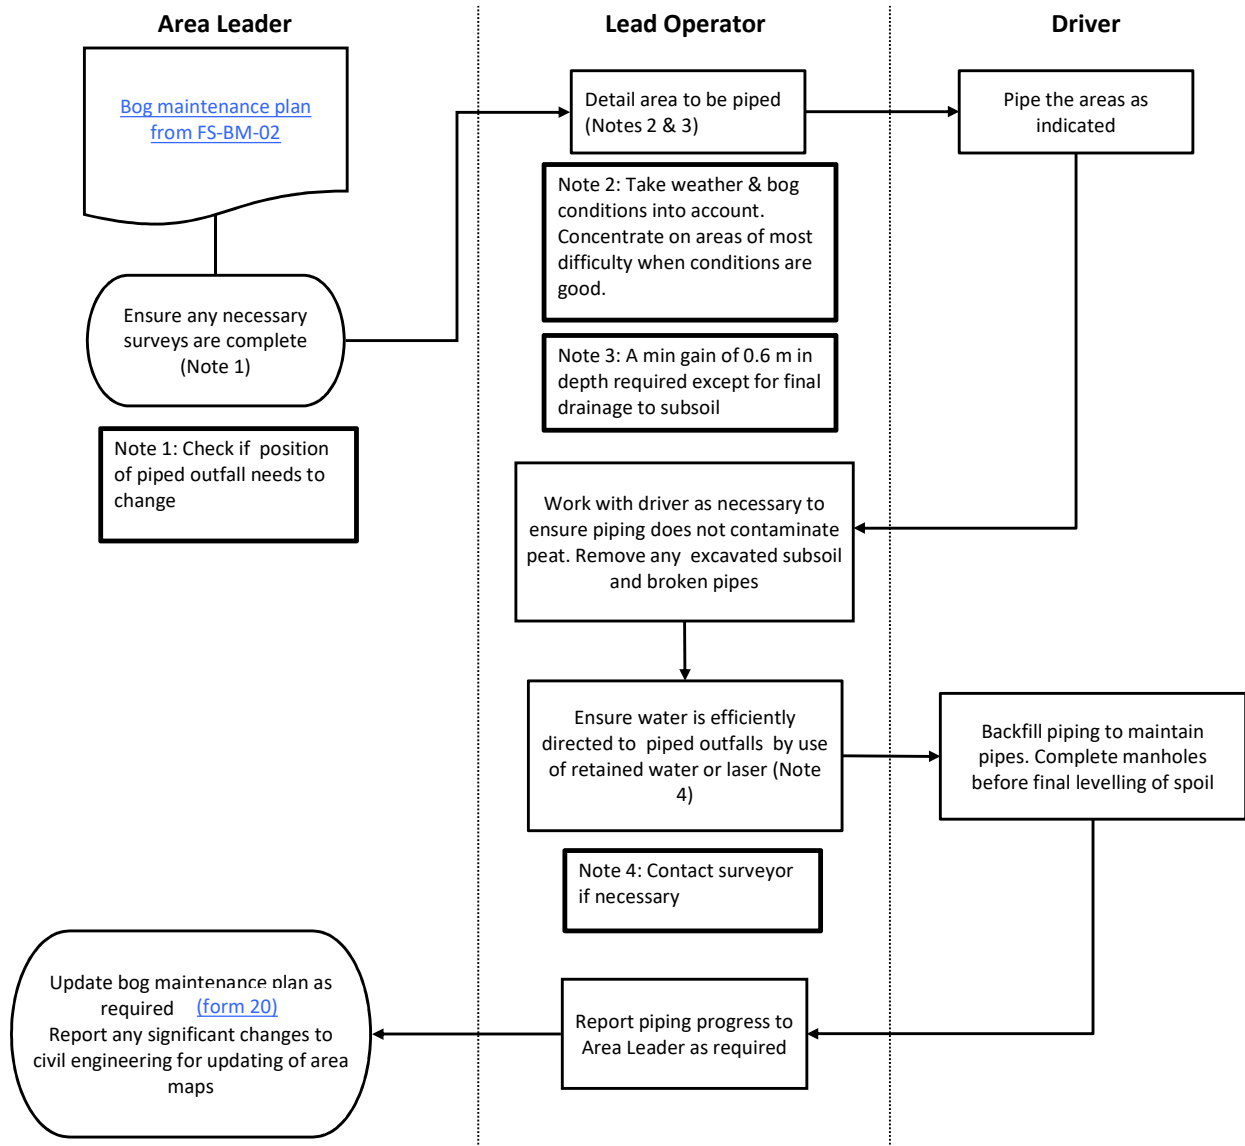 Area Leader
Lead Operator
Driver
Bog maintenance plan
from FS-BM-02
Detail area to be piped
(Notes 2 & 3)
Pipe the areas as
indicated
Note 2: Take weather & bog
conditions into account.
Concentrate on areas of most
difficulty when conditions are
good.
Ensure any necessary
surveys are complete
(Note 1)
Note 3: A min gain of 0.6 m in
depth required except for final
drainage to subsoil
Note 1: Check if position
of piped outfall needs to
change
Work with driver as necessary to
ensure piping does not contaminate
peat. Remove any excavated subsoil
and broken pipes
Ensure water is efficiently
directed to piped outfalls by use
of retained water or laser (Note
4)
Backfill piping to maintain
pipes. Complete manholes
before final levelling of spoil
Note 4: Contact surveyor
if necessary
Report piping progress to
Area Leader as required
Update bog maintenance plan as
required (form 20)
Report any significant changes to
civil engineering for updating of area
maps